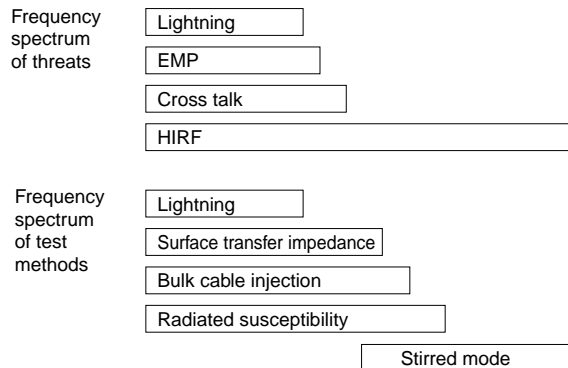 Frequency
spectrum
of threats
Lightning
EMP
Cross talk
HIRF
Frequency
spectrum
of test
methods
Lightning
Surface transfer impedance
Bulk cable injection
Radiated susceptibility
Stirred mode